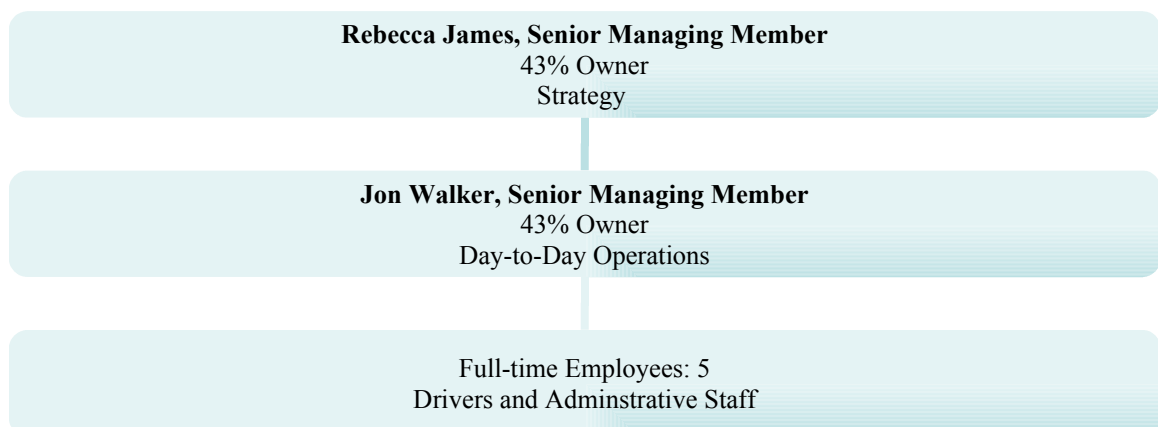 Rebecca James, Senior Managing Member
43% Owner
Strategy
Jon Walker, Senior Managing Member
43% Owner
Day-to-Day Operations
Full-time Employees: 5
Drivers and Adminstrative Staff